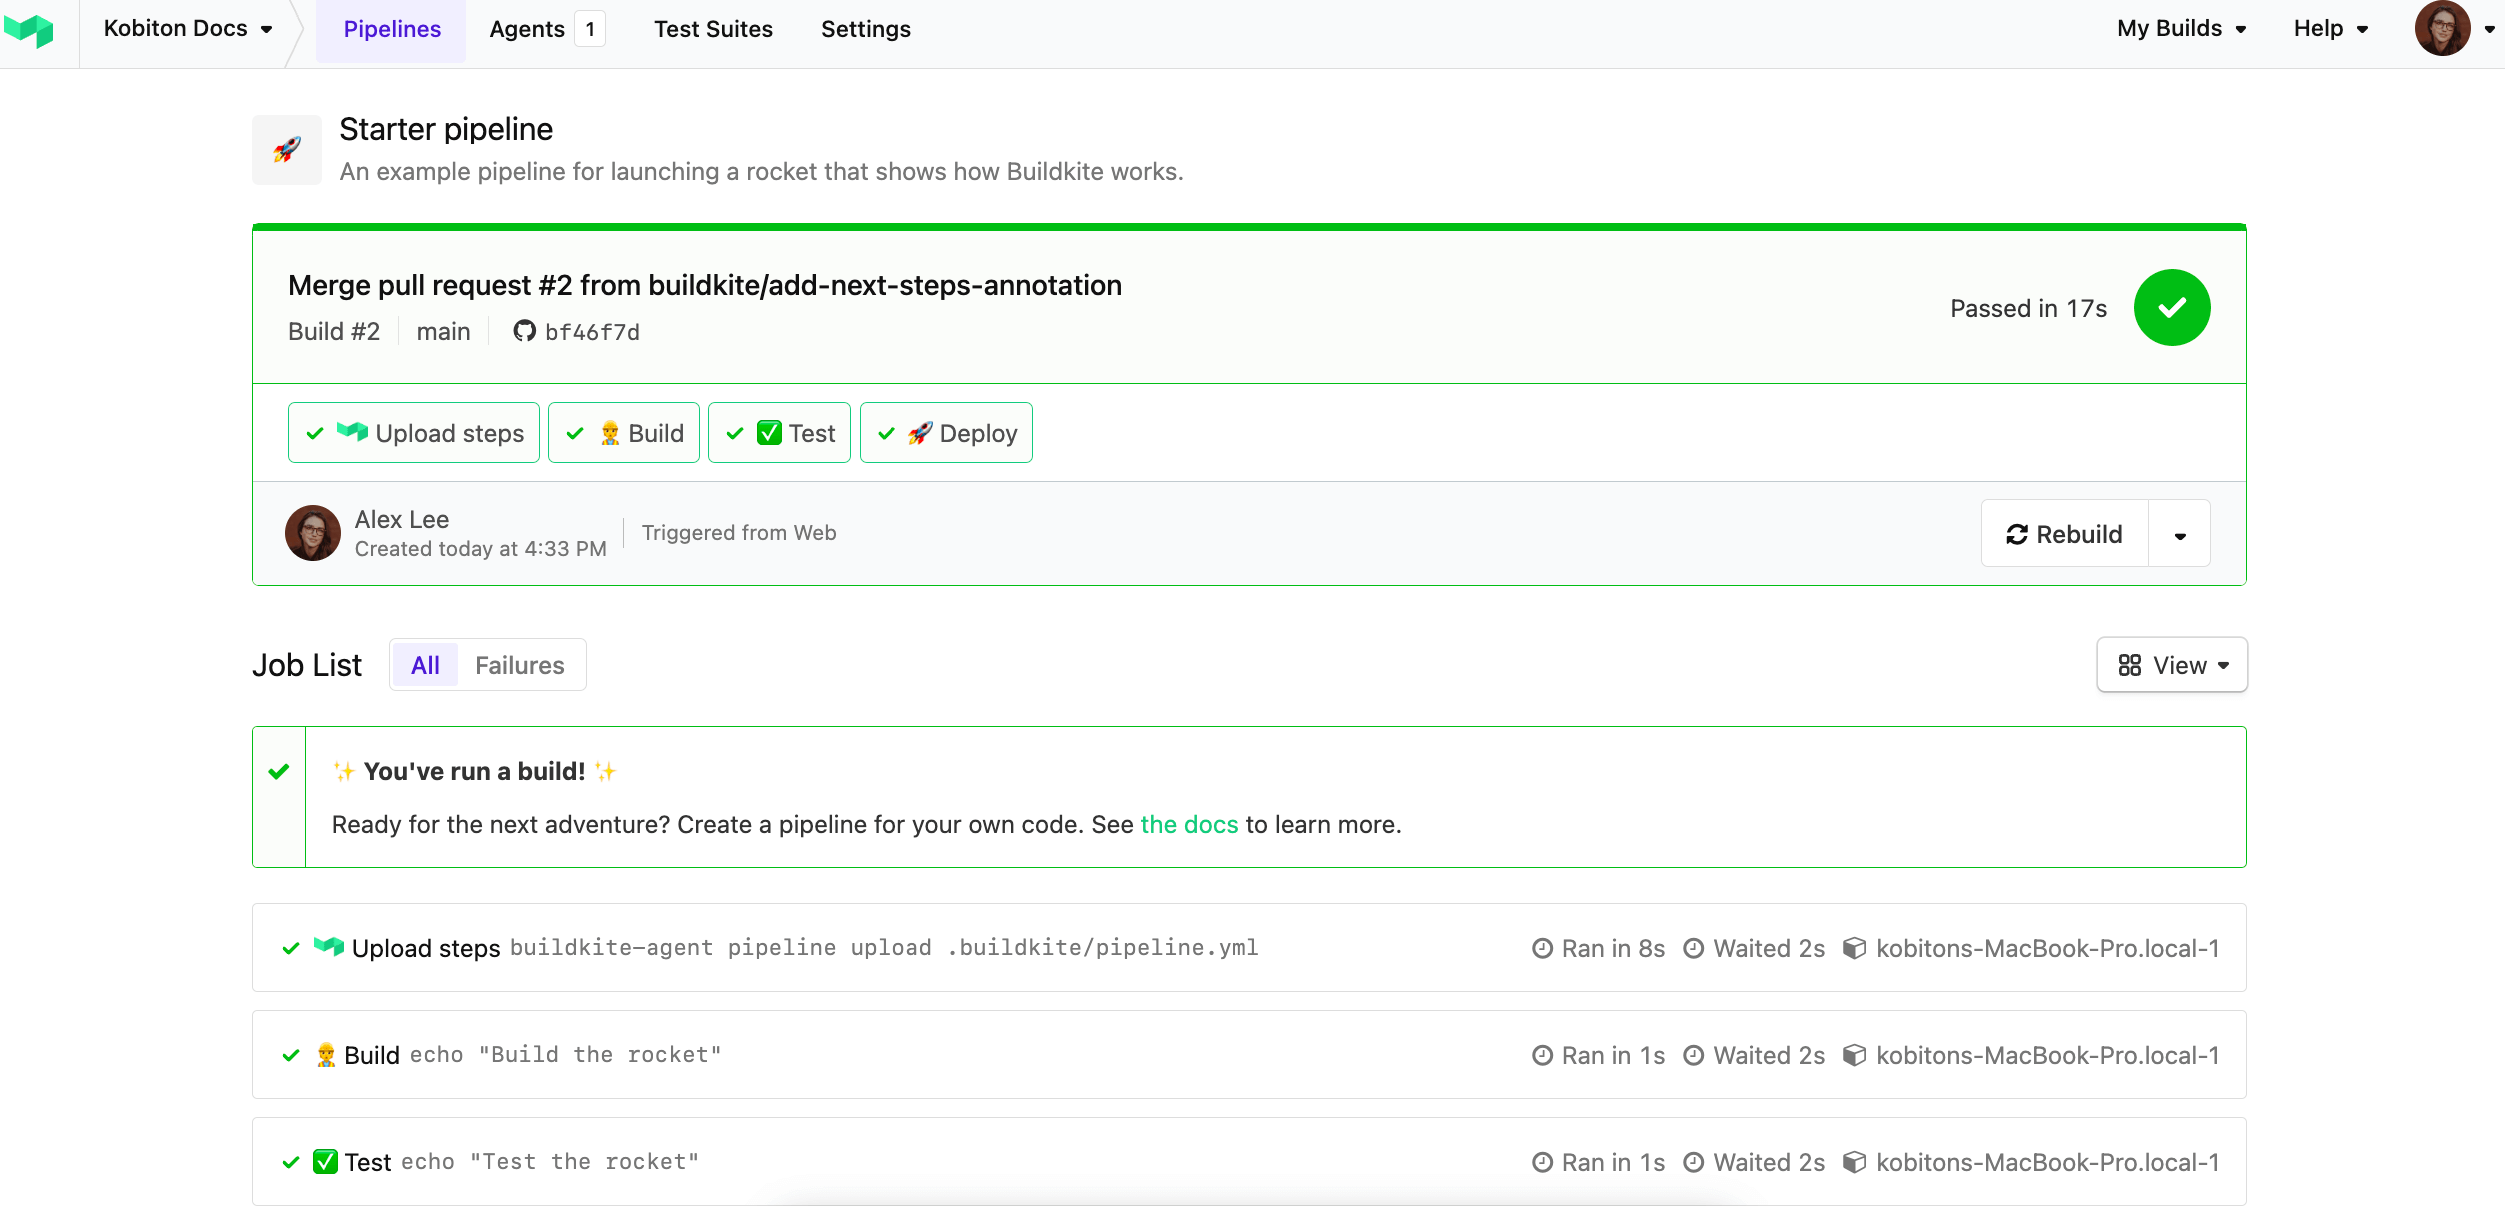 Kobiton Docs Pipelines Agents 1 Test Suites Settings My Builds Help
Starter pipeline
An example pipeline for launching a rocket that shows how Buildkite works.
Merge pull request #2 from buildkite/add-next-steps-annotation
Build #2 main bf46f7d
Passed in 17s
Upload steps Build Test Deploy
Alex Lee
Created today at 4:33 PM
Triggered from Web
Rebuild
Job List All Failures View
You've run a build!
Ready for the next adventure? Create a pipeline for your own code. See the docs to learn more.
Upload steps buildkite-agent pipeline upload .buildkite/pipeline.yml Ran in 8s Waited 2s kobitons-MacBook-Pro.local-1
Build echo "Build the rocket" Ran in 1s Waited 2s kobitons-MacBook-Pro.local-1
Test echo "Test the rocket" Ran in 1s Waited 2s kobitons-MacBook-Pro.local-1